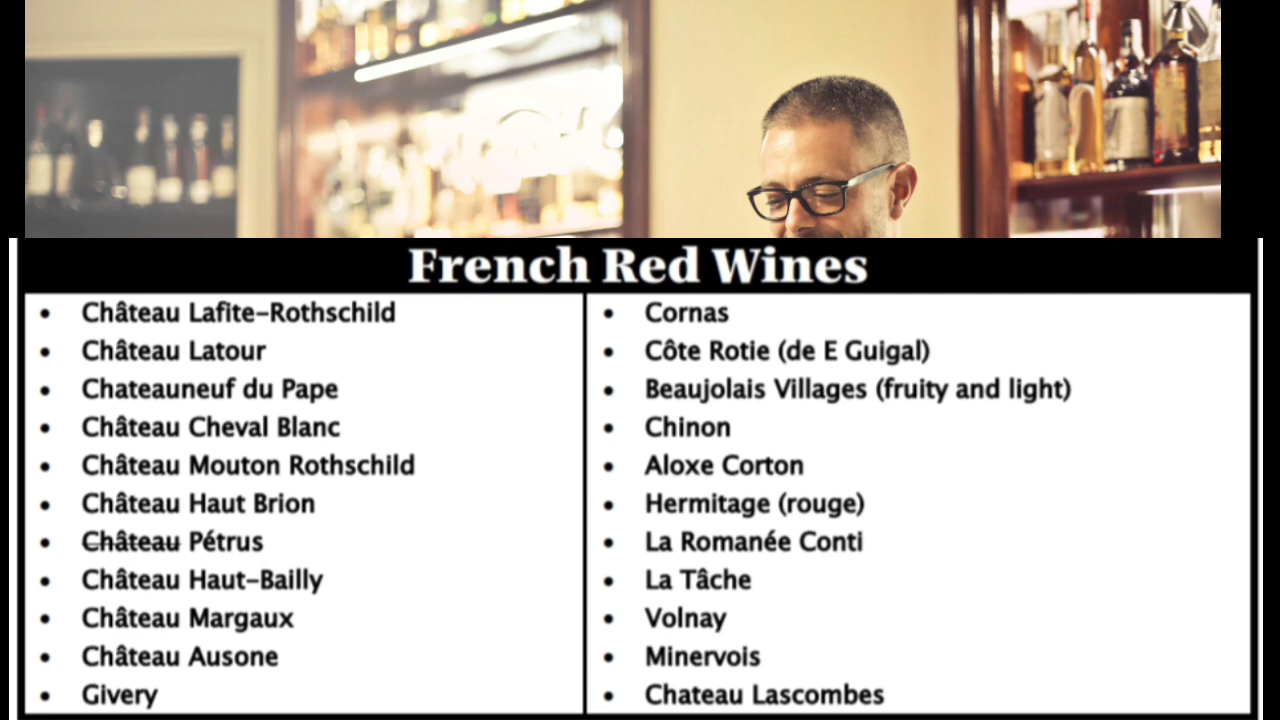 French Red Wines
• Château Lafite-Rothschild
• Château Latour
• Chateauneuf du Pape
• Château Cheval Blanc
• Château Mouton Rothschild
• Château Haut Brion
• Château Pétrus
• Château Haut-Bailly
• Château Margaux
• Château Ausone
• Givery
• Cornas
• Côte Rotie (de E Guigal)
• Beaujolais Villages (fruity and light)
• Chinon
• Aloxe Corton
• Hermitage (rouge)
• La Romanée Conti
• La Tâche
• Volnay
• Minervois
• Chateau Lascombes